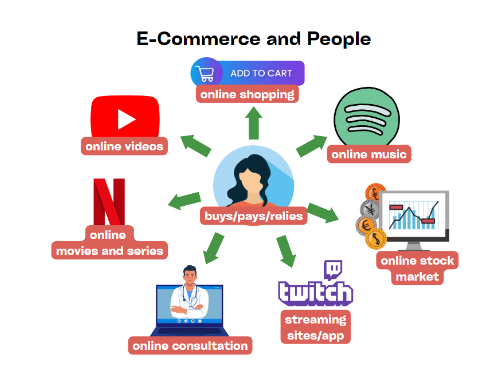 E-Commerce and People
ADD TO CART
online shopping
online videos
online music
buys/pays/relies
online
movies and series
online stock
market
twitch
streaming
sites/app
online consultation